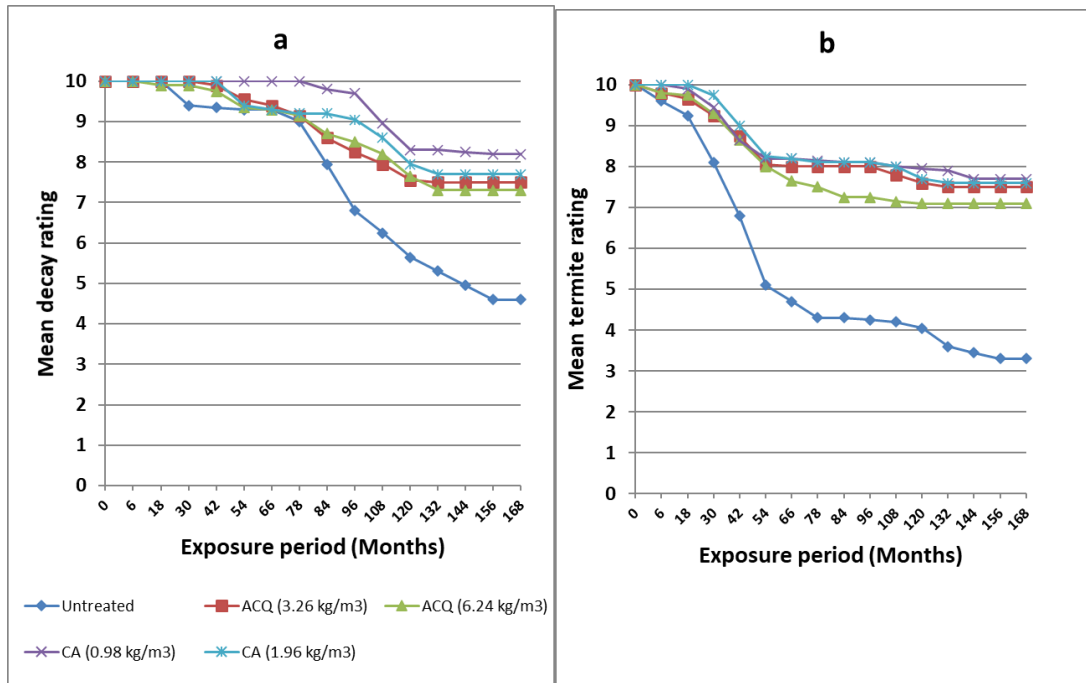 a
10
9
8
7
6
5
4
3
2
1
0
Mean decay rating
0 6 18 30 42 54 66 78 84 96 108 120 132 144 156 168
Exposure period (Months)
Untreated ACQ (3.26 kg/m3) ACQ (6.24 kg/m3)
CA (0.98 kg/m3) CA (1.96 kg/m3)
b
10
9
8
7
6
5
4
3
2
1
0
Mean termite rating
0 6 18 30 42 54 66 78 84 96 108 120 132 144 156 168
Exposure period (Months)